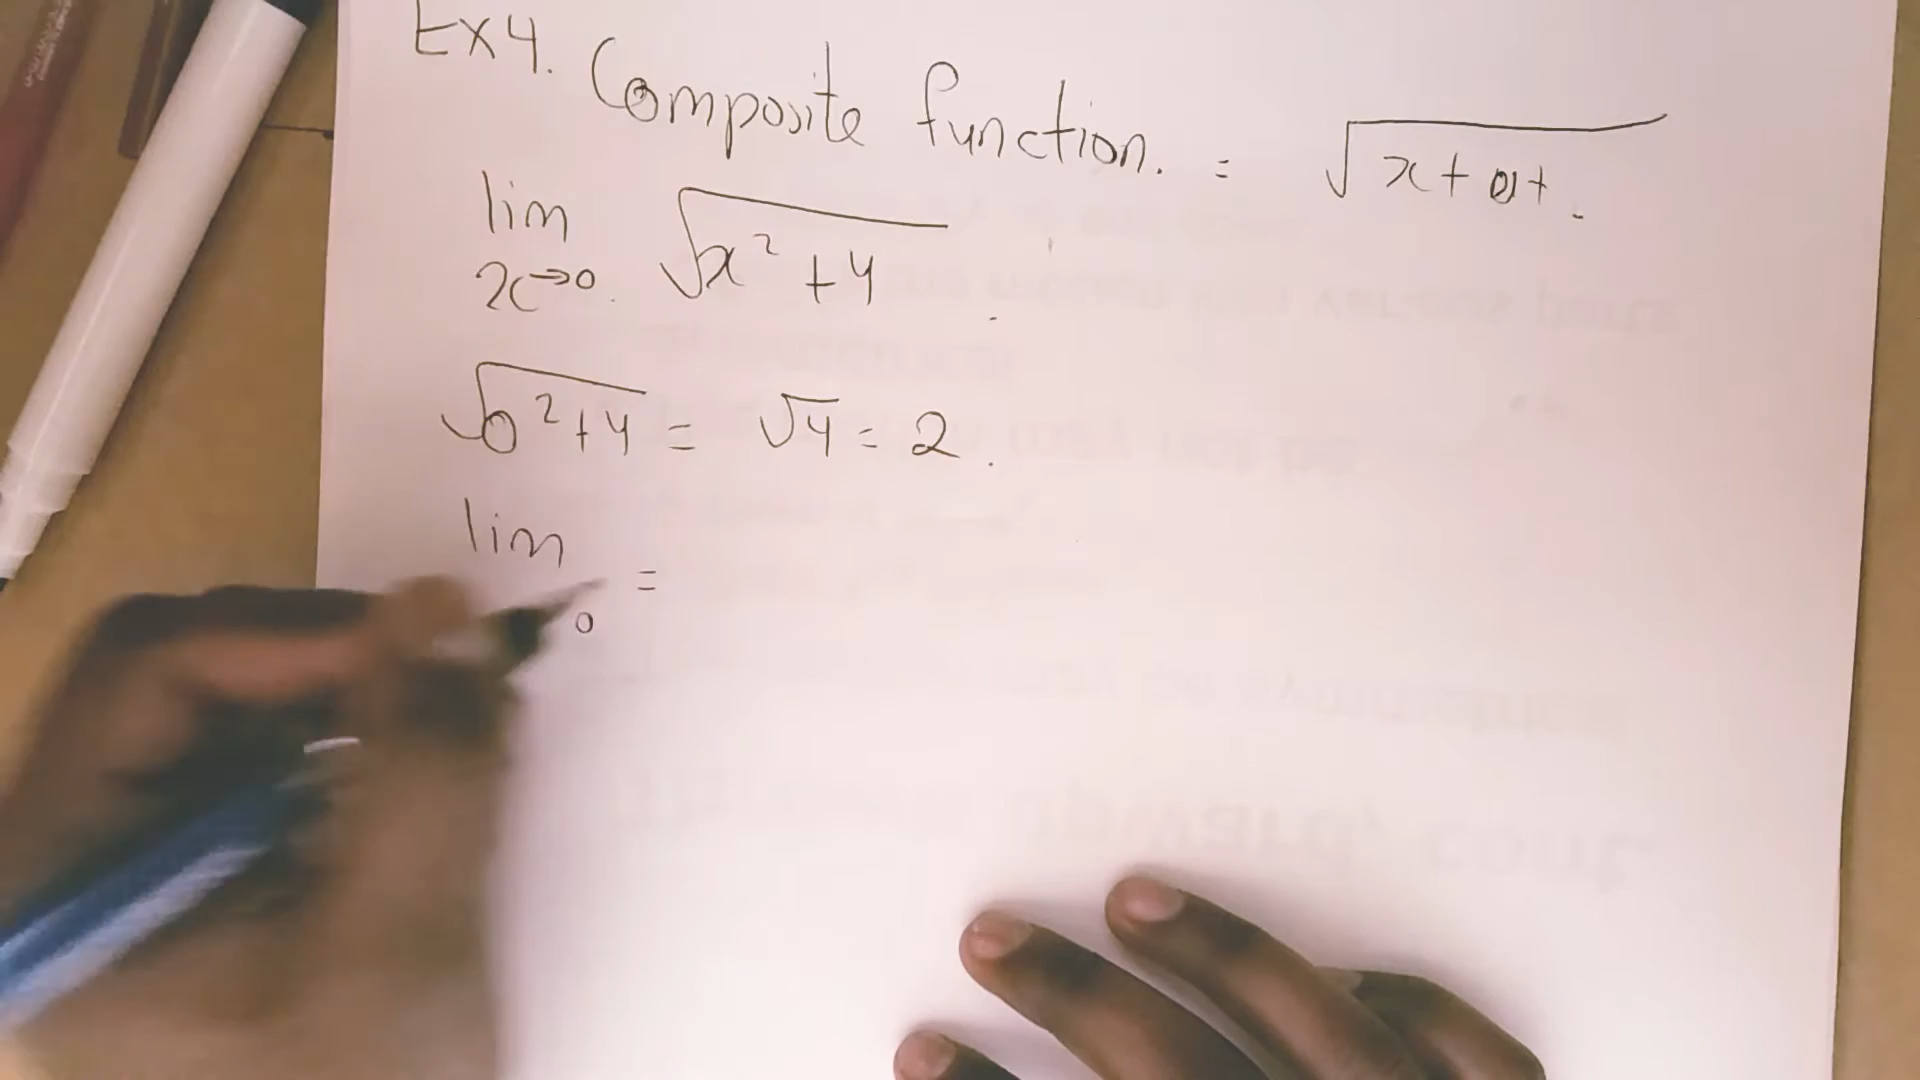 Ex4. Composite function. = √x + a+.
lim √x² + 4
x→0.
√0² + 4 = √4 = 2.
lim =
0